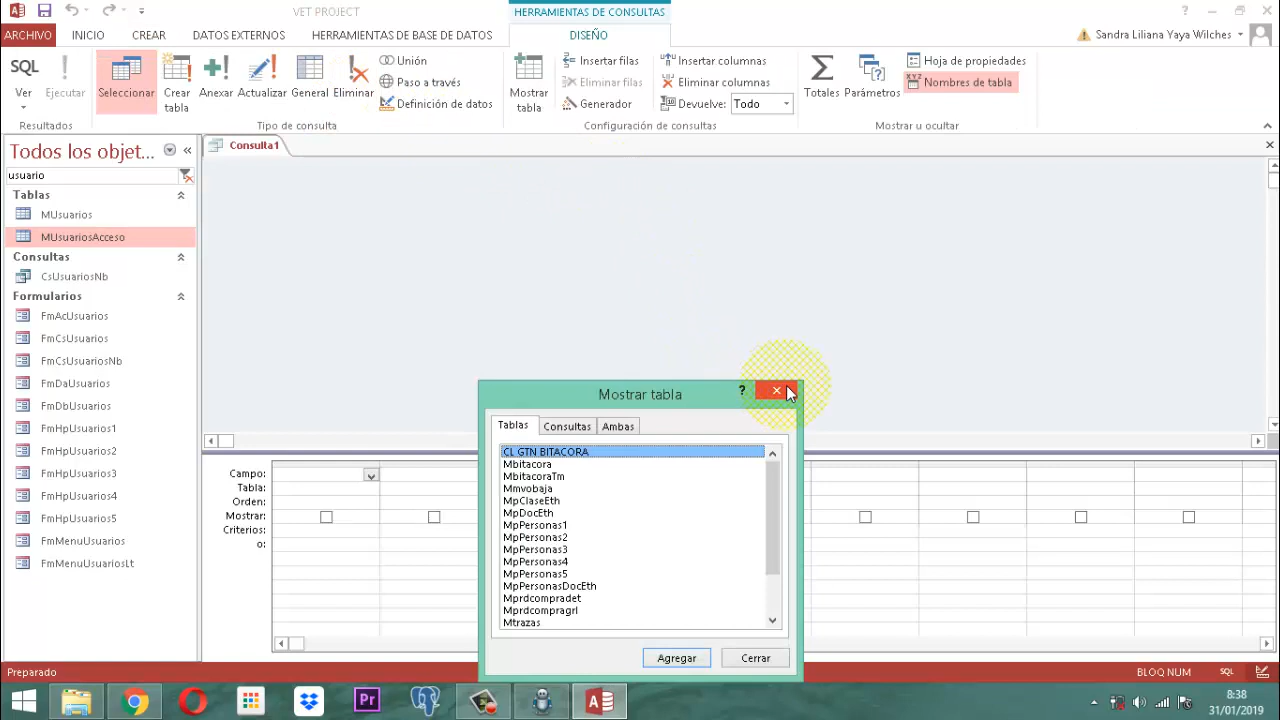 VET PROJECT
HERRAMIENTAS DE CONSULTAS
?
ARCHIVO INICIO CREAR DATOS EXTERNOS HERRAMIENTAS DE BASE DE DATOS DISEÑO
Sandra Liliana Yaya Wilches
SQL
Ver
Ejecutar
Resultados
Seleccionar
Crear
tabla
Anexar
Actualizar
General
Eliminar
Unión
Paso a través
Definición de datos
Tipo de consulta
Mostrar
tabla
Insertar filas
Eliminar filas
Generador
Insertar columnas
Eliminar columnas
Devuelve: Todo
Configuración de consultas
Totales
Parámetros
Hoja de propiedades
XYZ
Nombres de tabla
Mostrar u ocultar
Todos los objet...
usuario
Tablas
MUsuarios
MUsuariosAcceso
Consultas
CsUsuariosNb
Formularios
FmAcUsuarios
FmCsUsuarios
FmCsUsuariosNb
FmDaUsuarios
FmDbUsuarios
FmHpUsuarios1
FmHpUsuarios2
FmHpUsuarios3
FmHpUsuarios4
FmHpUsuarios5
FmMenuUsuarios
FmMenuUsuariosLt
Consulta1
Campo:
Tabla:
Orden:
Mostrar:
Criterios:
o:
Mostrar tabla
?
Tablas Consultas Ambas
CL GTN BITACORA
Mbitacora
MbitacoraTm
Mmvobaja
MpClaseEth
MpDocEth
MpPersonas1
MpPersonas2
MpPersonas3
MpPersonas4
MpPersonas5
MpPersonasDocEth
Mprdcompradet
Mprdcompragrl
Mtrazas
Agregar Cerrar
Preparado
BLOQ NUM
SQL
Pr
8:38
31/01/2019